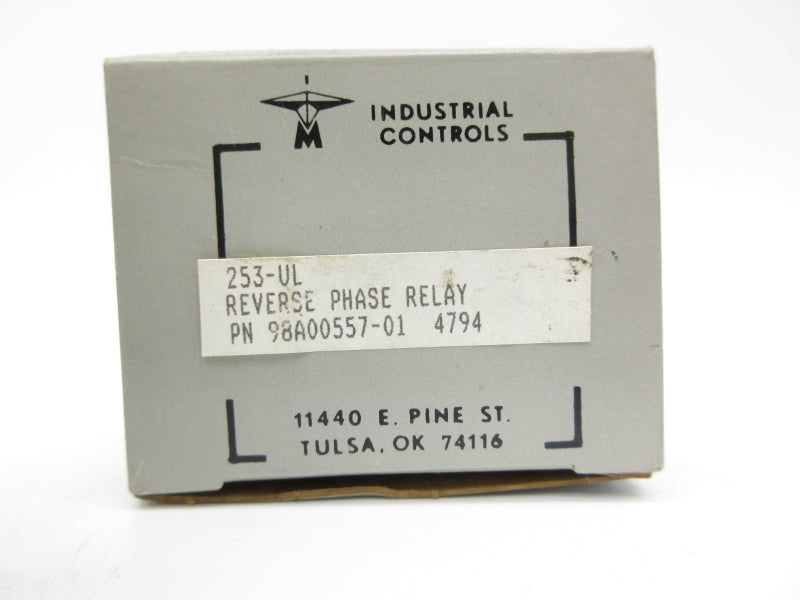 M
INDUSTRIAL
CONTROLS
253-UL
REVERSE PHASE RELAY
PN 98A00557-01 4794
11440 E. PINE ST.
TULSA, OK 74116